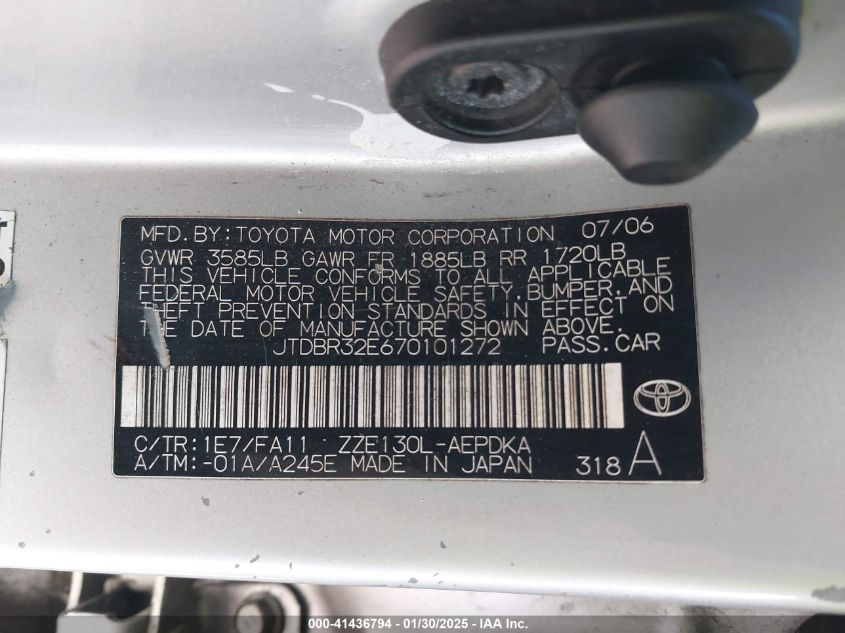 MFD. BY: TOYOTA MOTOR CORPORATION 07/06
GVWR 3585LB GAWR FR 1885LB RR 1720LB
THIS VEHICLE CONFORMS TO ALL APPLICABLE
FEDERAL MOTOR VEHICLE SAFETY, BUMPER, AND
THEFT PREVENTION STANDARDS IN EFFECT ON
THE DATE OF MANUFACTURE SHOWN ABOVE.
JTDBR32E670101272 PASS. CAR
C/TR: 1E7/FA11 ZZE130L-AEPDKA
A/TM: -01A/A245E MADE IN JAPAN 318 A
000-41436794 - 01/30/2025 - IAA Inc.